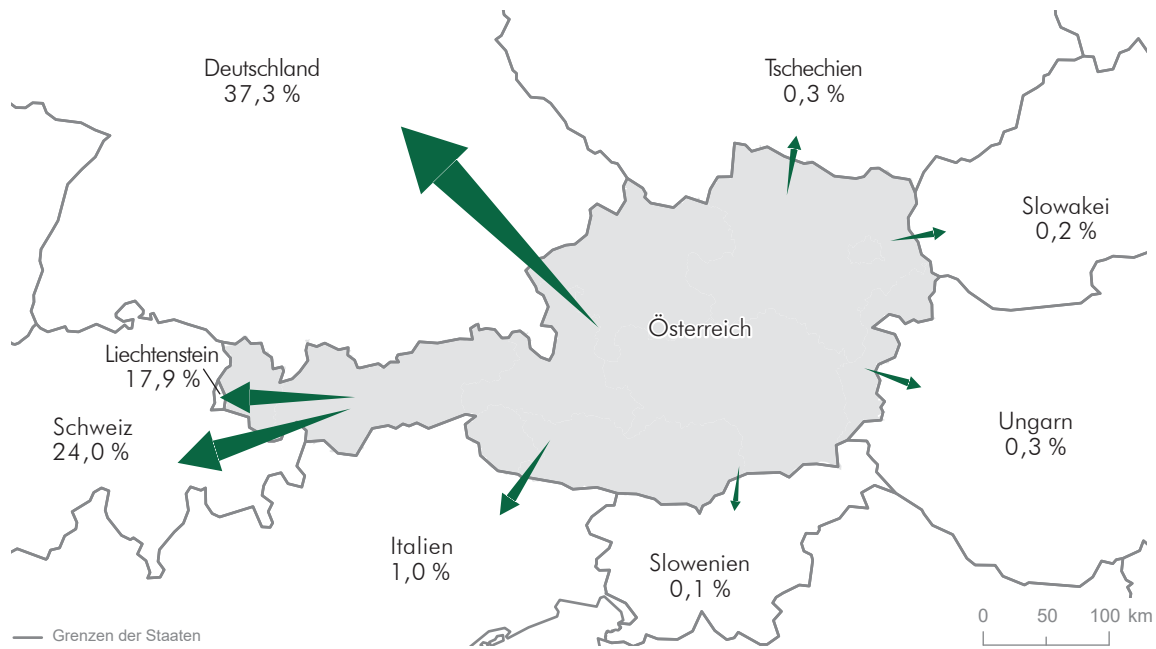 Deutschland
37,3 %
Tschechien
0,3 %
Slowakei
0,2 %
Österreich
Liechtenstein
17,9 %
Schweiz
24,0 %
Ungarn
0,3 %
Italien
1,0 %
Slowenien
0,1 %
0 50 100 km
Grenzen der Staaten